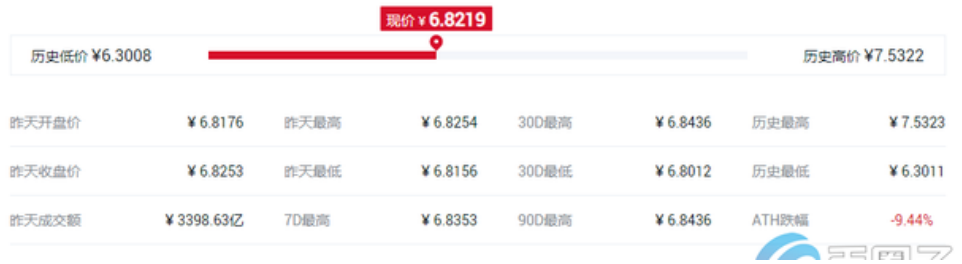 现价 ¥ 6.8219
历史低价 ¥6.3008 历史高价 ¥7.5322
昨天开盘价 ¥ 6.8176 昨天最高 ¥ 6.8254 30D最高 ¥ 6.8436 历史最高 ¥ 7.5323
昨天收盘价 ¥ 6.8253 昨天最低 ¥ 6.8156 30D最低 ¥ 6.8012 历史最低 ¥ 6.3011
昨天成交额 ¥ 3398.63亿 7D最高 ¥ 6.8353 90D最高 ¥ 6.8436 ATH跌幅 -9.44%